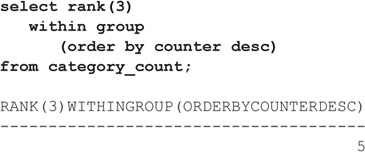 select rank(3)
within group
(order by counter desc)
from category_count;
RANK(3)WITHINGROUP(ORDERBYCOUNTERDESC)
--------------------------------------
5